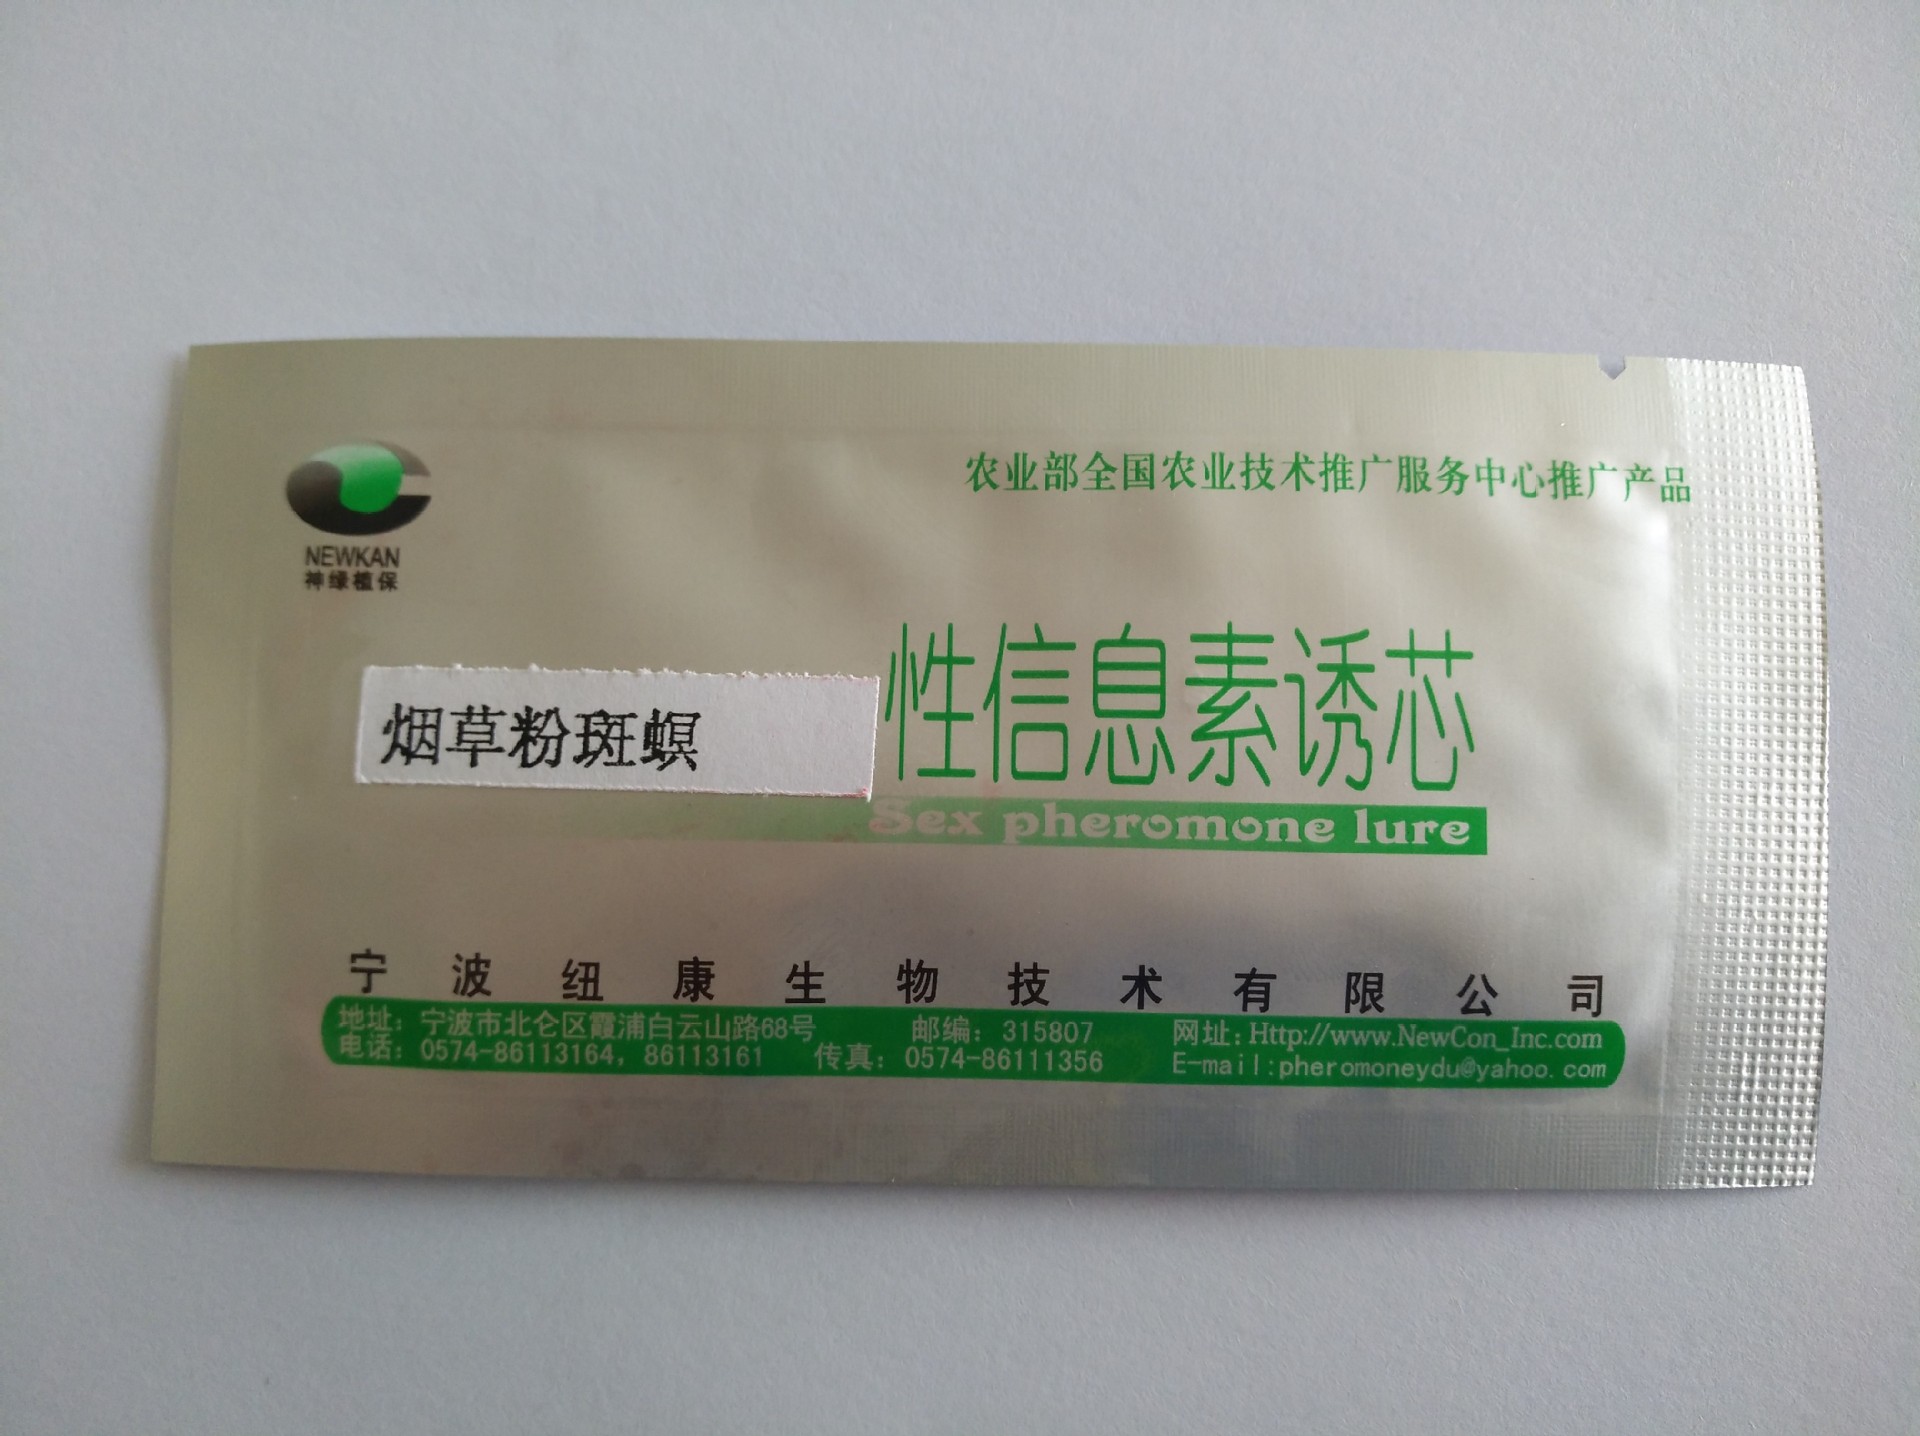 农业部全国农业技术推广服务中心推广产品
NEWKAN
神绿植保
烟草粉斑螟
性信息素诱芯
Sex pheromone lure
宁波纽康生物技术有限公司
地址：宁波市北仑区霞浦白云山路68号 邮编：315807 网址：Http://www.NewCon_Inc.com
电话：0574-86113164，86113161 传真：0574-86111356 E-mail:pheromoneydu@yahoo.com